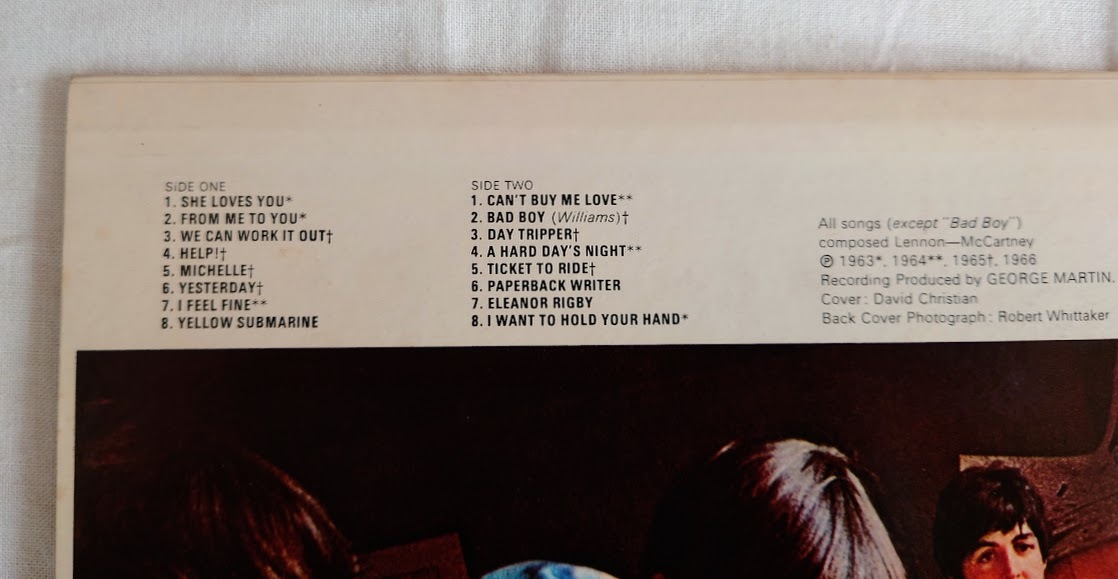 SIDE ONE
1. SHE LOVES YOU*
2. FROM ME TO YOU*
3. WE CAN WORK IT OUT†
4. HELP!†
5. MICHELLE†
6. YESTERDAY†
7. I FEEL FINE**
8. YELLOW SUBMARINE
SIDE TWO
1. CAN'T BUY ME LOVE**
2. BAD BOY (Williams)†
3. DAY TRIPPER†
4. A HARD DAY'S NIGHT**
5. TICKET TO RIDE†
6. PAPERBACK WRITER
7. ELEANOR RIGBY
8. I WANT TO HOLD YOUR HAND*
All songs (except "Bad Boy")
composed Lennon—McCartney
℗ 1963*, 1964**, 1965†, 1966
Recording Produced by GEORGE MARTIN.
Cover: David Christian
Back Cover Photograph: Robert Whittaker